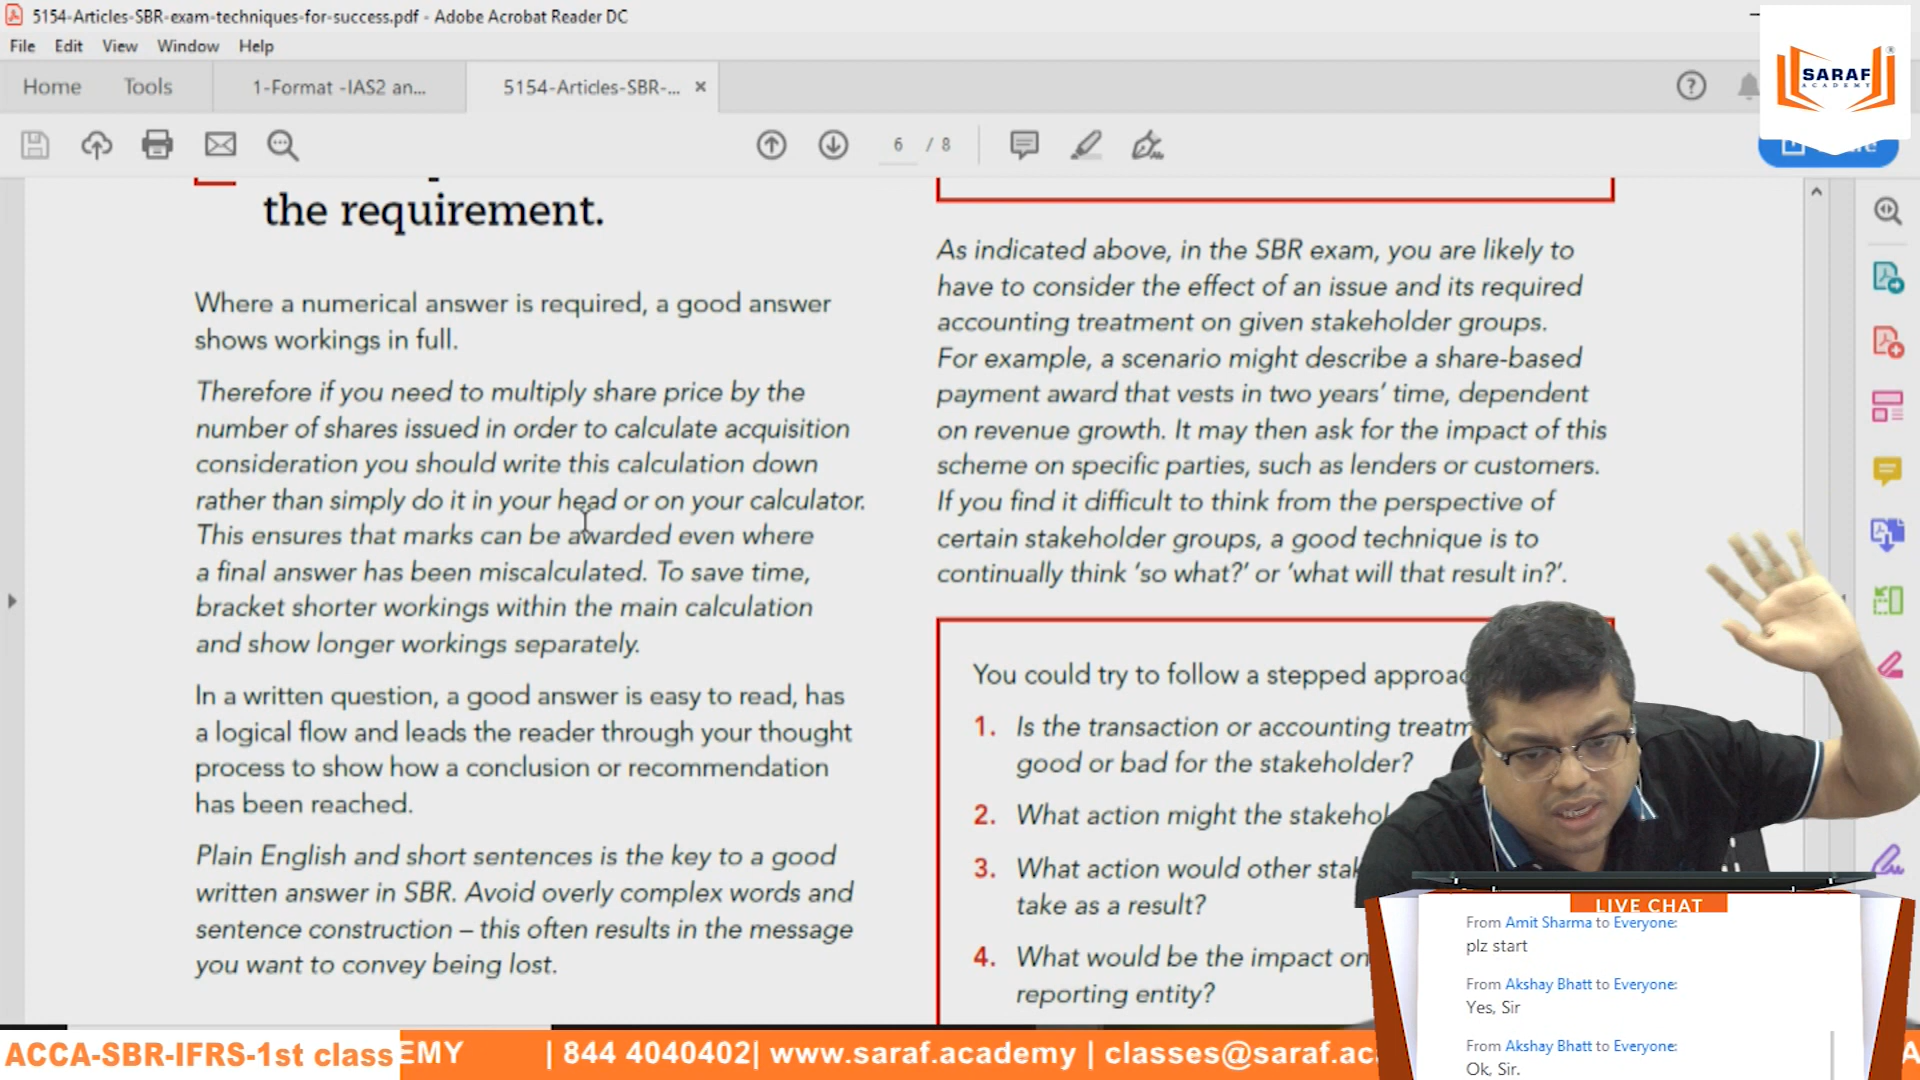 5154-Articles-SBR-exam-techniques-for-success.pdf - Adobe Acrobat Reader DC
File Edit View Window Help
Home Tools 1-Format -IAS2 an... 5154-Articles-SBR-... ×
6 / 8
SARAF
ACADEMY
the requirement.
Where a numerical answer is required, a good answer
shows workings in full.
Therefore if you need to multiply share price by the
number of shares issued in order to calculate acquisition
consideration you should write this calculation down
rather than simply do it in your head or on your calculator.
This ensures that marks can be awarded even where
a final answer has been miscalculated. To save time,
bracket shorter workings within the main calculation
and show longer workings separately.
In a written question, a good answer is easy to read, has
a logical flow and leads the reader through your thought
process to show how a conclusion or recommendation
has been reached.
Plain English and short sentences is the key to a good
written answer in SBR. Avoid overly complex words and
sentence construction – this often results in the message
you want to convey being lost.
As indicated above, in the SBR exam, you are likely to
have to consider the effect of an issue and its required
accounting treatment on given stakeholder groups.
For example, a scenario might describe a share-based
payment award that vests in two years' time, dependent
on revenue growth. It may then ask for the impact of this
scheme on specific parties, such as lenders or customers.
If you find it difficult to think from the perspective of
certain stakeholder groups, a good technique is to
continually think 'so what?' or 'what will that result in?'.
You could try to follow a stepped
1. Is the transaction or accounting
good or bad for the stakeholder?
2. What action might the
3. What action would other
take as a result?
4. What would be the impact on
reporting entity?
LIVE CHAT
From Amit Sharma to Everyone:
plz start
From Akshay Bhatt to Everyone:
Yes, Sir
From Akshay Bhatt to Everyone:
Ok, Sir.
ACCA-SBR-IFRS-1st class EMY | 844 4040402| www.saraf.academy |